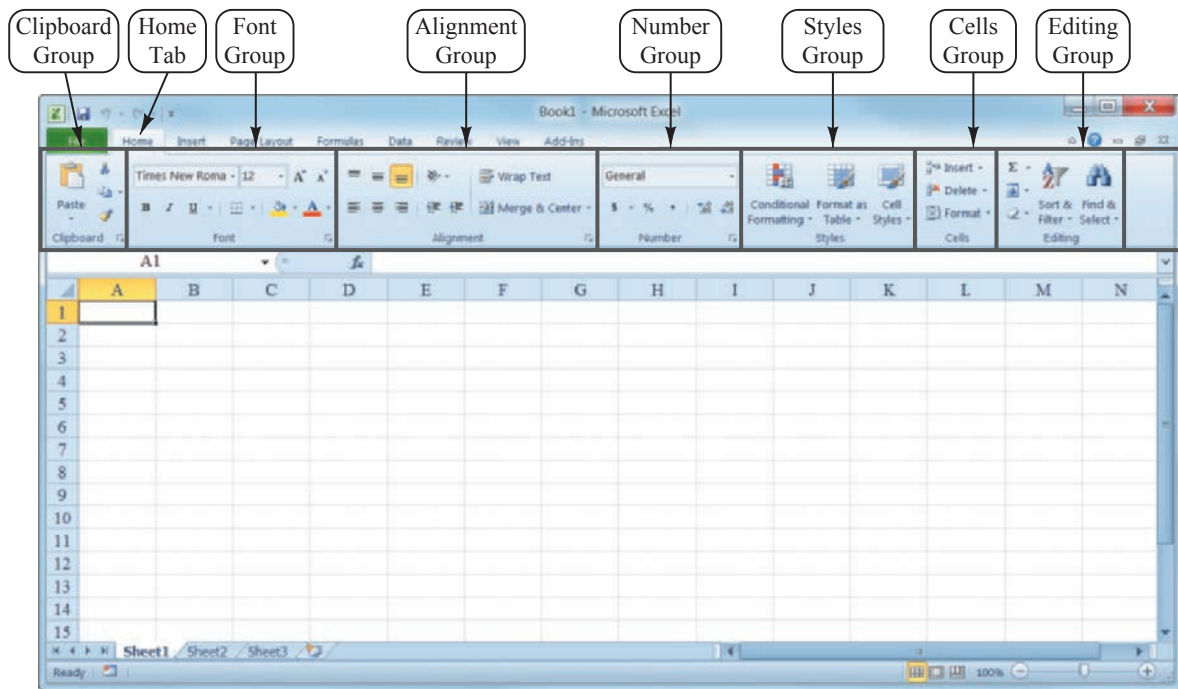 Clipboard Group
Home Tab
Font Group
Alignment Group
Number Group
Styles Group
Cells Group
Editing Group
Book1 - Microsoft Excel
Home Insert Page Layout Formulas Data Review View Add-Ins
Times New Roma 12 A A Wrap Text General Insert Σ
Paste Delete
B I U A Merge & Center $ % , Conditional Formatting Format as Table Cell Styles Format Sort & Filter Find & Select
Clipboard Font Alignment Number Styles Cells Editing
A1 fx
A B C D E F G H I J K L M N
1
2
3
4
5
6
7
8
9
10
11
12
13
14
15
Sheet1 Sheet2 Sheet3
Ready 100%